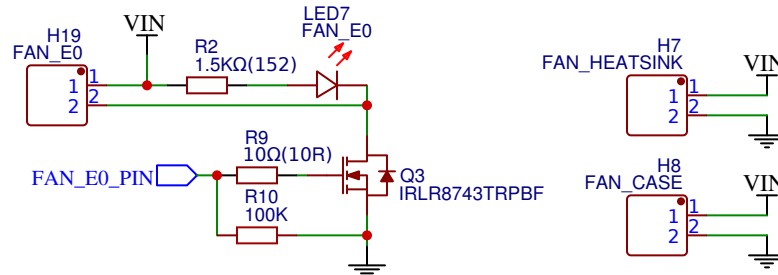 H19
FAN_E0
1
2
1
2
VIN
R2
1.5KΩ(152)
LED7
FAN_E0
FAN_E0_PIN
R9
10Ω(10R)
R10
100K
Q3
IRLR8743TRPBF
H7
FAN_HEATSINK
1
2
1
2
VIN
H8
FAN_CASE
1
2
1
2
VIN